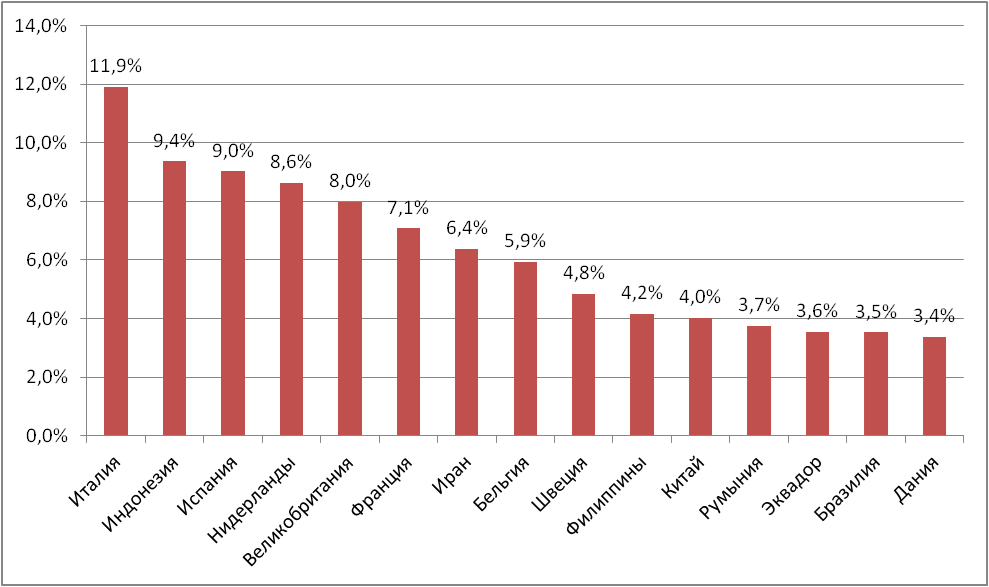 14,0%
12,0%
10,0%
8,0%
6,0%
4,0%
2,0%
0,0%
11,9%
9,4%
9,0%
8,6%
8,0%
7,1%
6,4%
5,9%
4,8%
4,2%
4,0%
3,7%
3,6%
3,5%
3,4%
Италия
Индонезия
Испания
Нидерланды
Великобритания
Франция
Иран
Бельгия
Швеция
Филиппины
Китай
Румыния
Эквадор
Бразилия
Дания